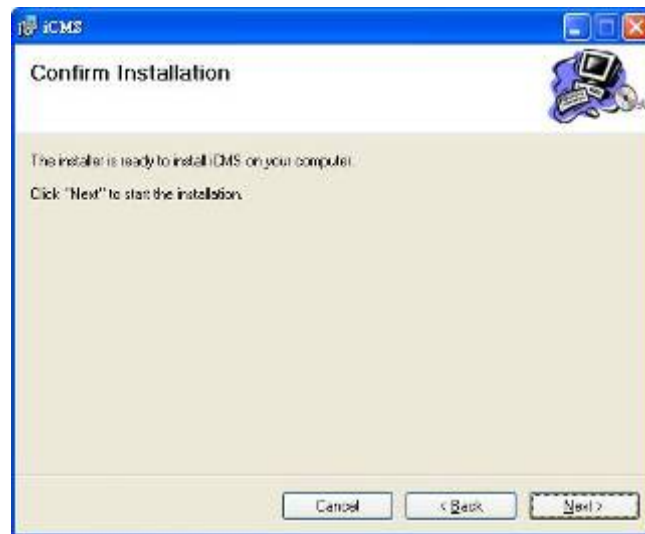 iCMS
Confirm Installation
The installer is ready to install iCMS on your computer.
Click "Next" to start the installation.
Cancel
< Back
Next >